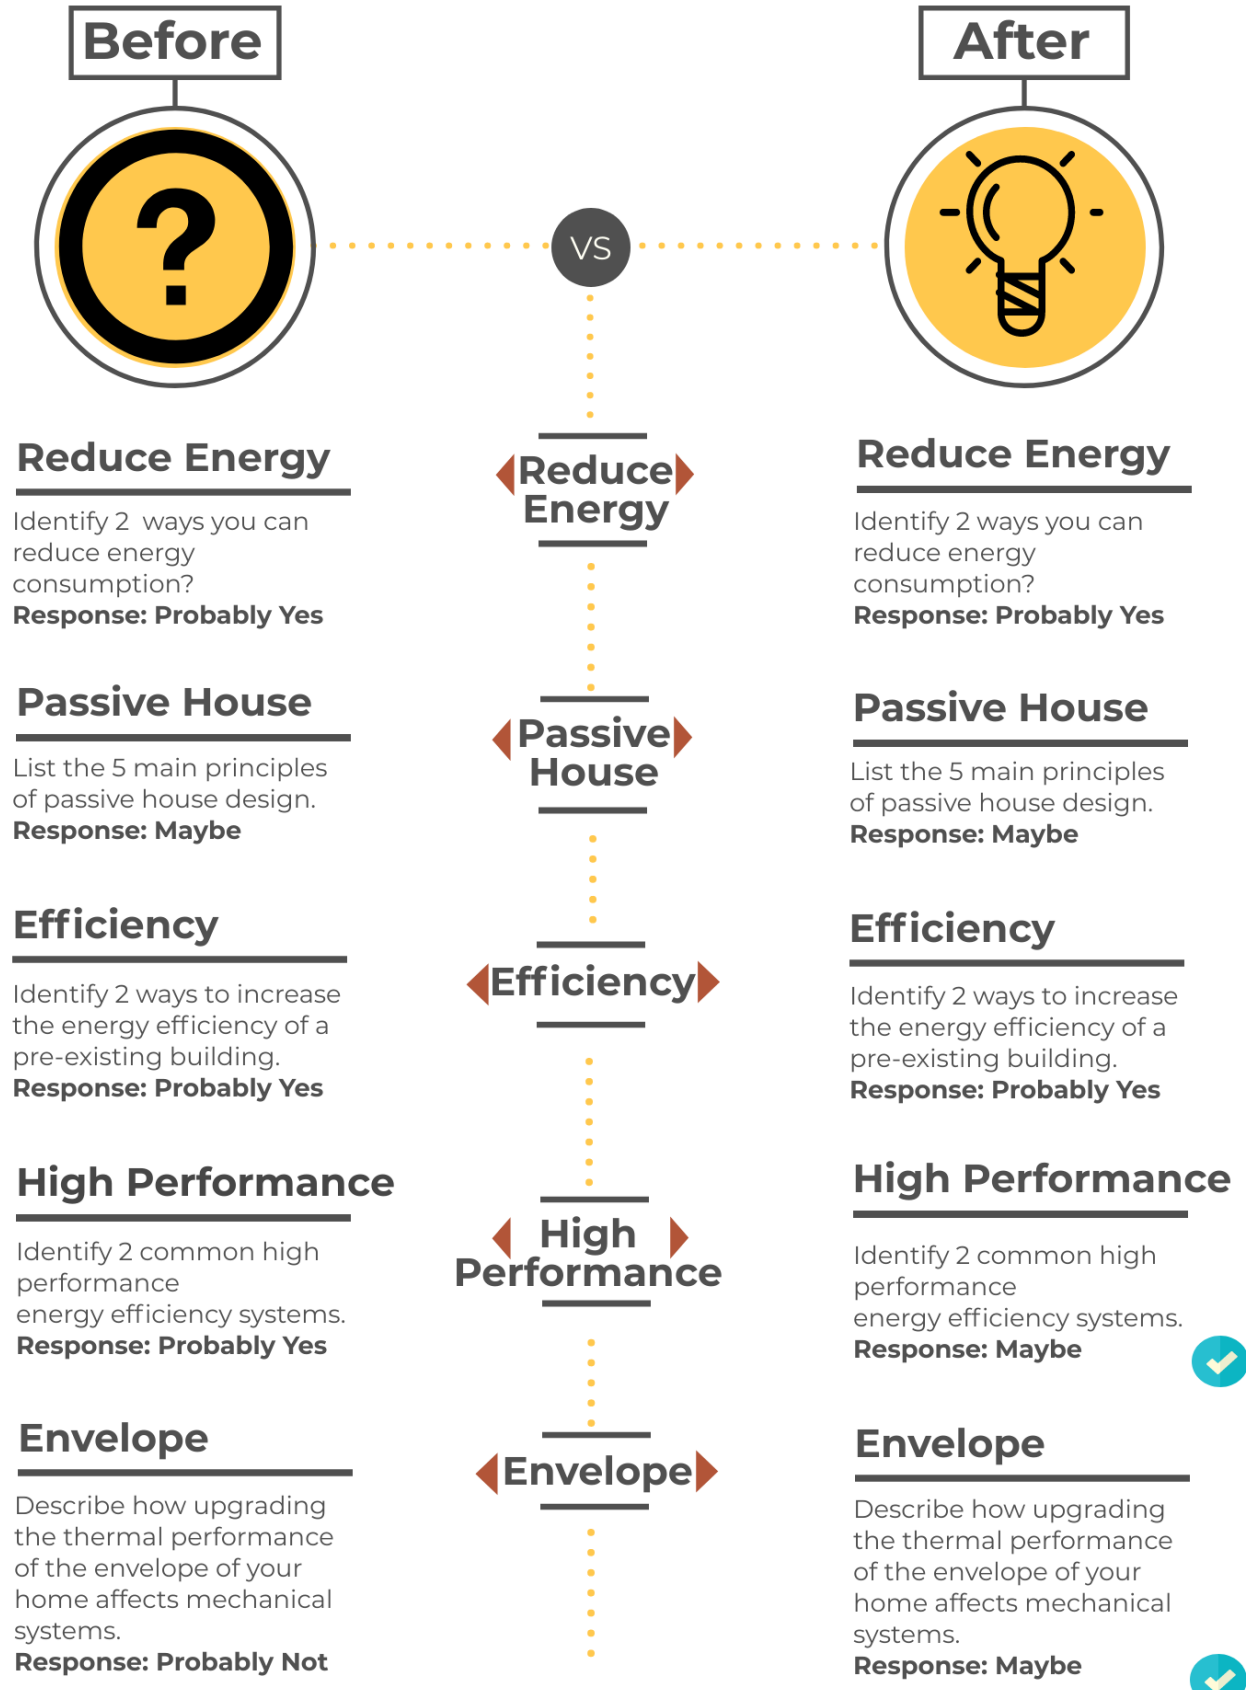 Before
After
?
VS
Reduce Energy
Identify 2 ways you can
reduce energy
consumption?
Response: Probably Yes
Reduce
Energy
Reduce Energy
Identify 2 ways you can
reduce energy
consumption?
Response: Probably Yes
Passive House
List the 5 main principles
of passive house design.
Response: Maybe
Passive
House
Passive House
List the 5 main principles
of passive house design.
Response: Maybe
Efficiency
Identify 2 ways to increase
the energy efficiency of a
pre-existing building.
Response: Probably Yes
Efficiency
Efficiency
Identify 2 ways to increase
the energy efficiency of a
pre-existing building.
Response: Probably Yes
High Performance
Identify 2 common high
performance
energy efficiency systems.
Response: Probably Yes
High
Performance
High Performance
Identify 2 common high
performance
energy efficiency systems.
Response: Maybe
Envelope
Describe how upgrading
the thermal performance
of the envelope of your
home affects mechanical
systems.
Response: Probably Not
Envelope
Envelope
Describe how upgrading
the thermal performance
of the envelope of your
home affects mechanical
systems.
Response: Maybe